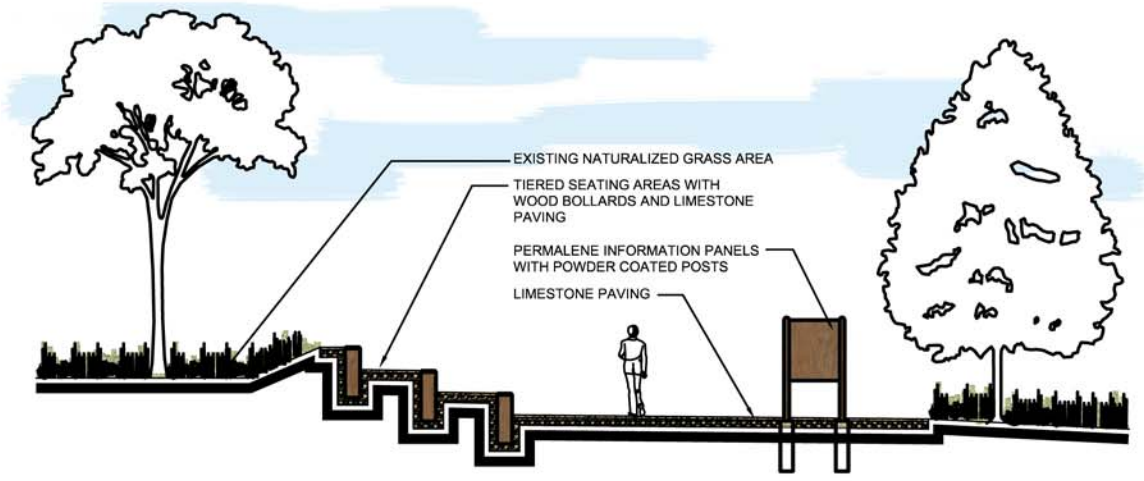 EXISTING NATURALIZED GRASS AREA
TIERED SEATING AREAS WITH
WOOD BOLLARDS AND LIMESTONE
PAVING
PERMALENE INFORMATION PANELS
WITH POWDER COATED POSTS
LIMESTONE PAVING